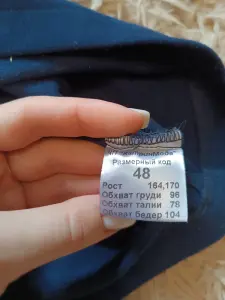 Размерный код
48
Рост 164,170
Обхват груди 96
Обхват талии 78
Обхват бедер 104